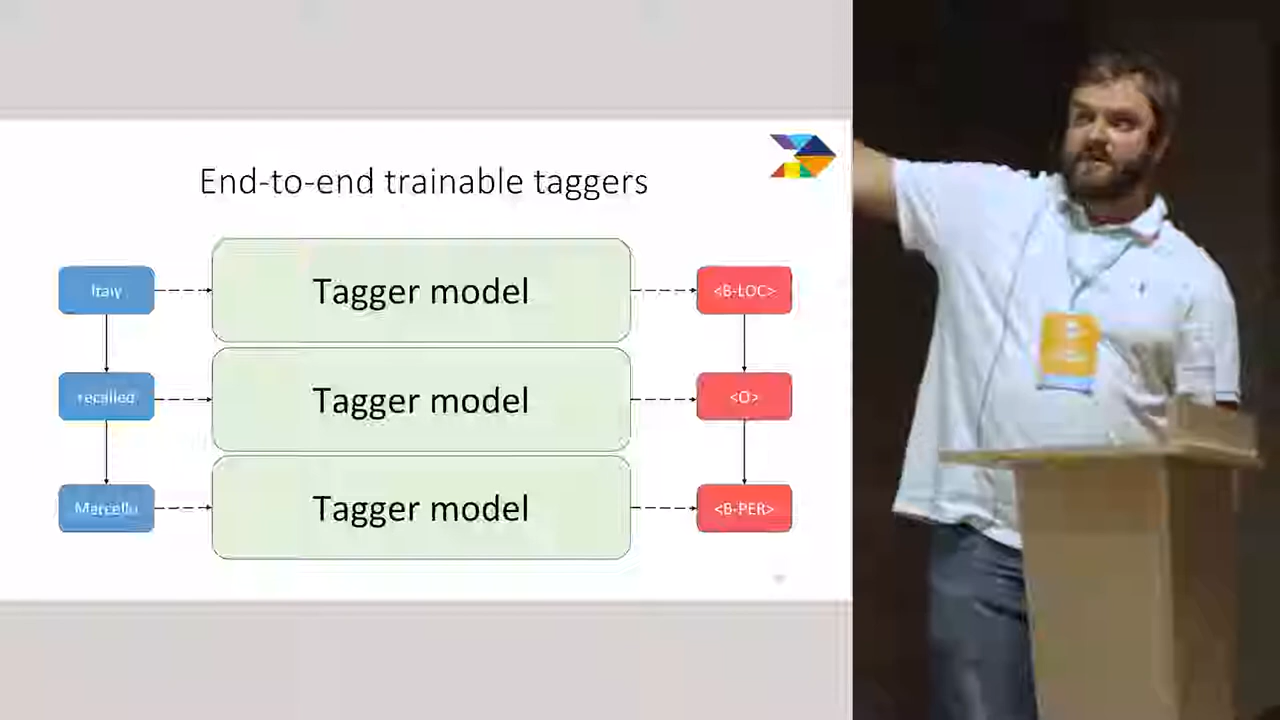 End-to-end trainable taggers
Italy
Tagger model
<B-LOC>
recalled
Tagger model
<O>
Marcello
Tagger model
<B-PER>